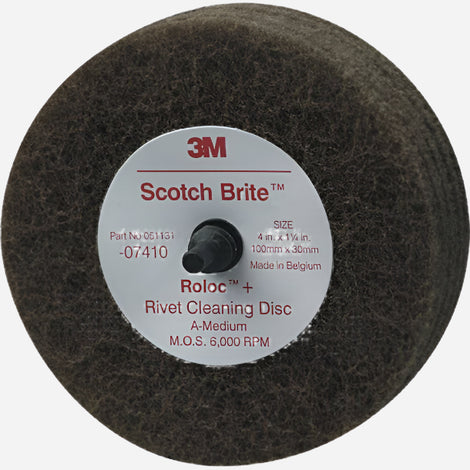 3M
Scotch Brite™
Part No 051131
-07410
SIZE
4 in. x 1¼ in.
100mm x 30mm
Made in Belgium
Roloc™+
Rivet Cleaning Disc
A-Medium
M.O.S. 6,000 RPM